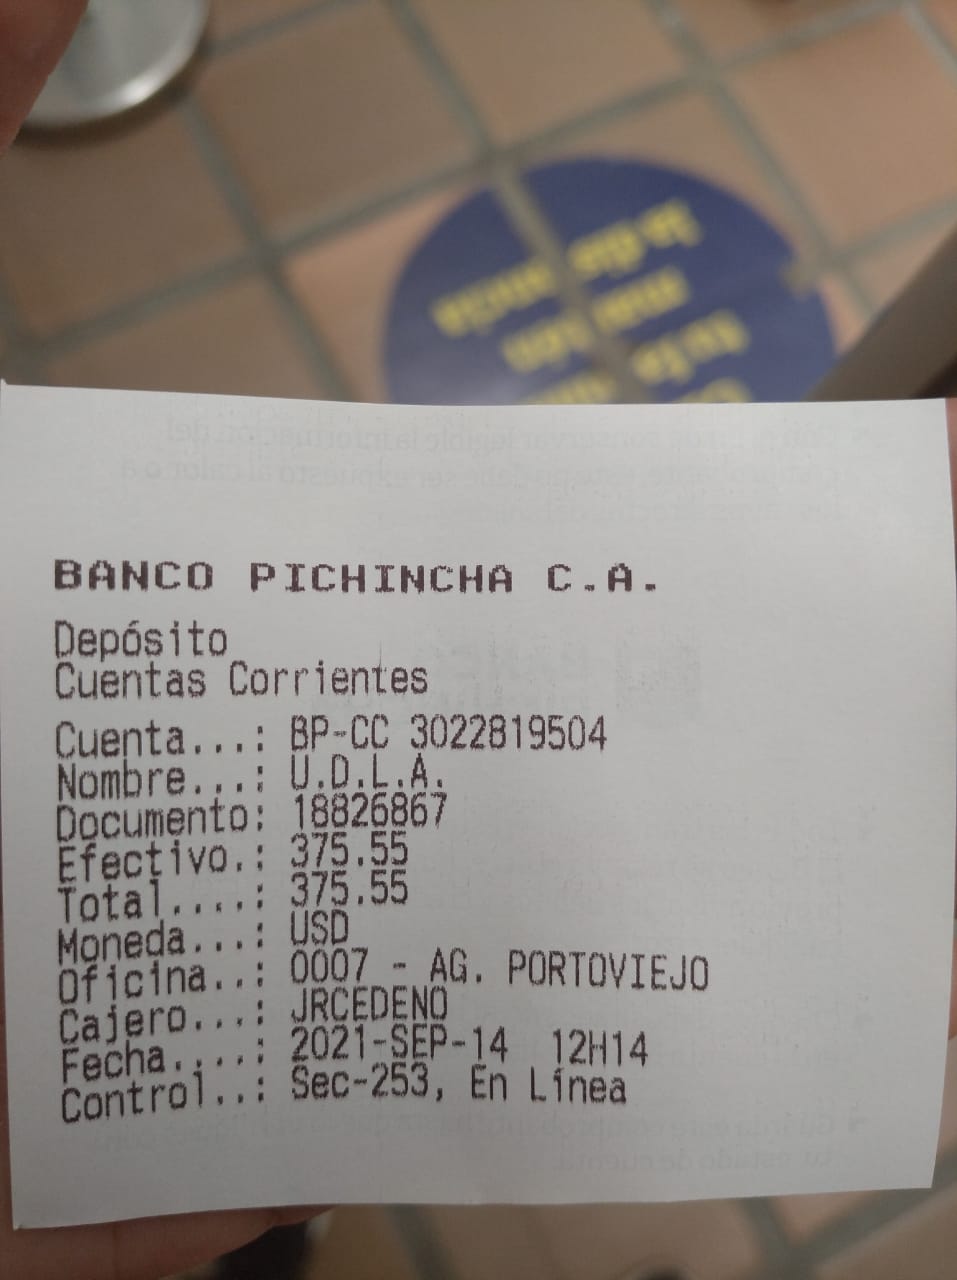 BANCO PICHINCHA C.A.
Depósito
Cuentas Corrientes
Cuenta...: BP-CC 3022819504
Nombre...: U.D.L.A.
Documento: 18826867
Efectivo.: 375.55
Total....: 375.55
Moneda...: USD
Oficina..: 0007 - AG. PORTOVIEJO
Cajero...: JRCEDENO
Fecha....: 2021-SEP-14 12H14
Control..: Sec-253, En Línea